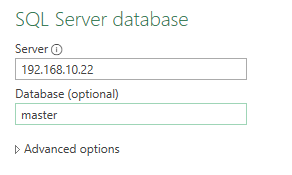 SQL Server database
Server
192.168.10.22
Database (optional)
master
Advanced options